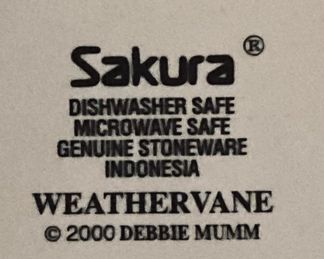 Sakura®
DISHWASHER SAFE
MICROWAVE SAFE
GENUINE STONEWARE
INDONESIA
WEATHERVANE
© 2000 DEBBIE MUMM